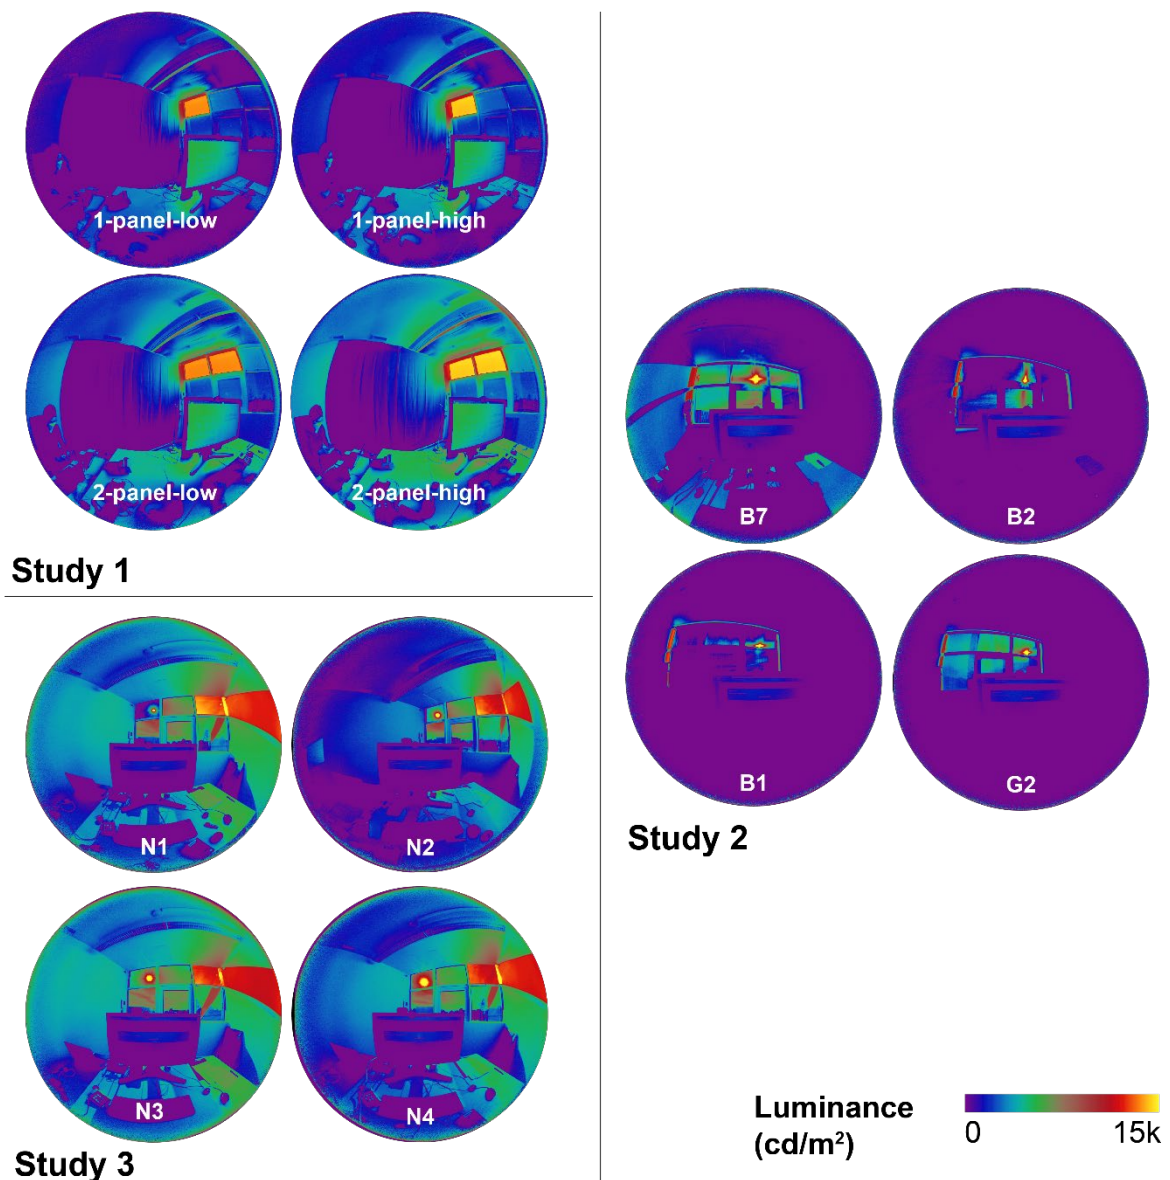 1-panel-low
1-panel-high
2-panel-low
2-panel-high
Study 1
B7
B2
B1
G2
Study 2
N1
N2
N3
N4
Study 3
Luminance
(cd/m²)
0
15k